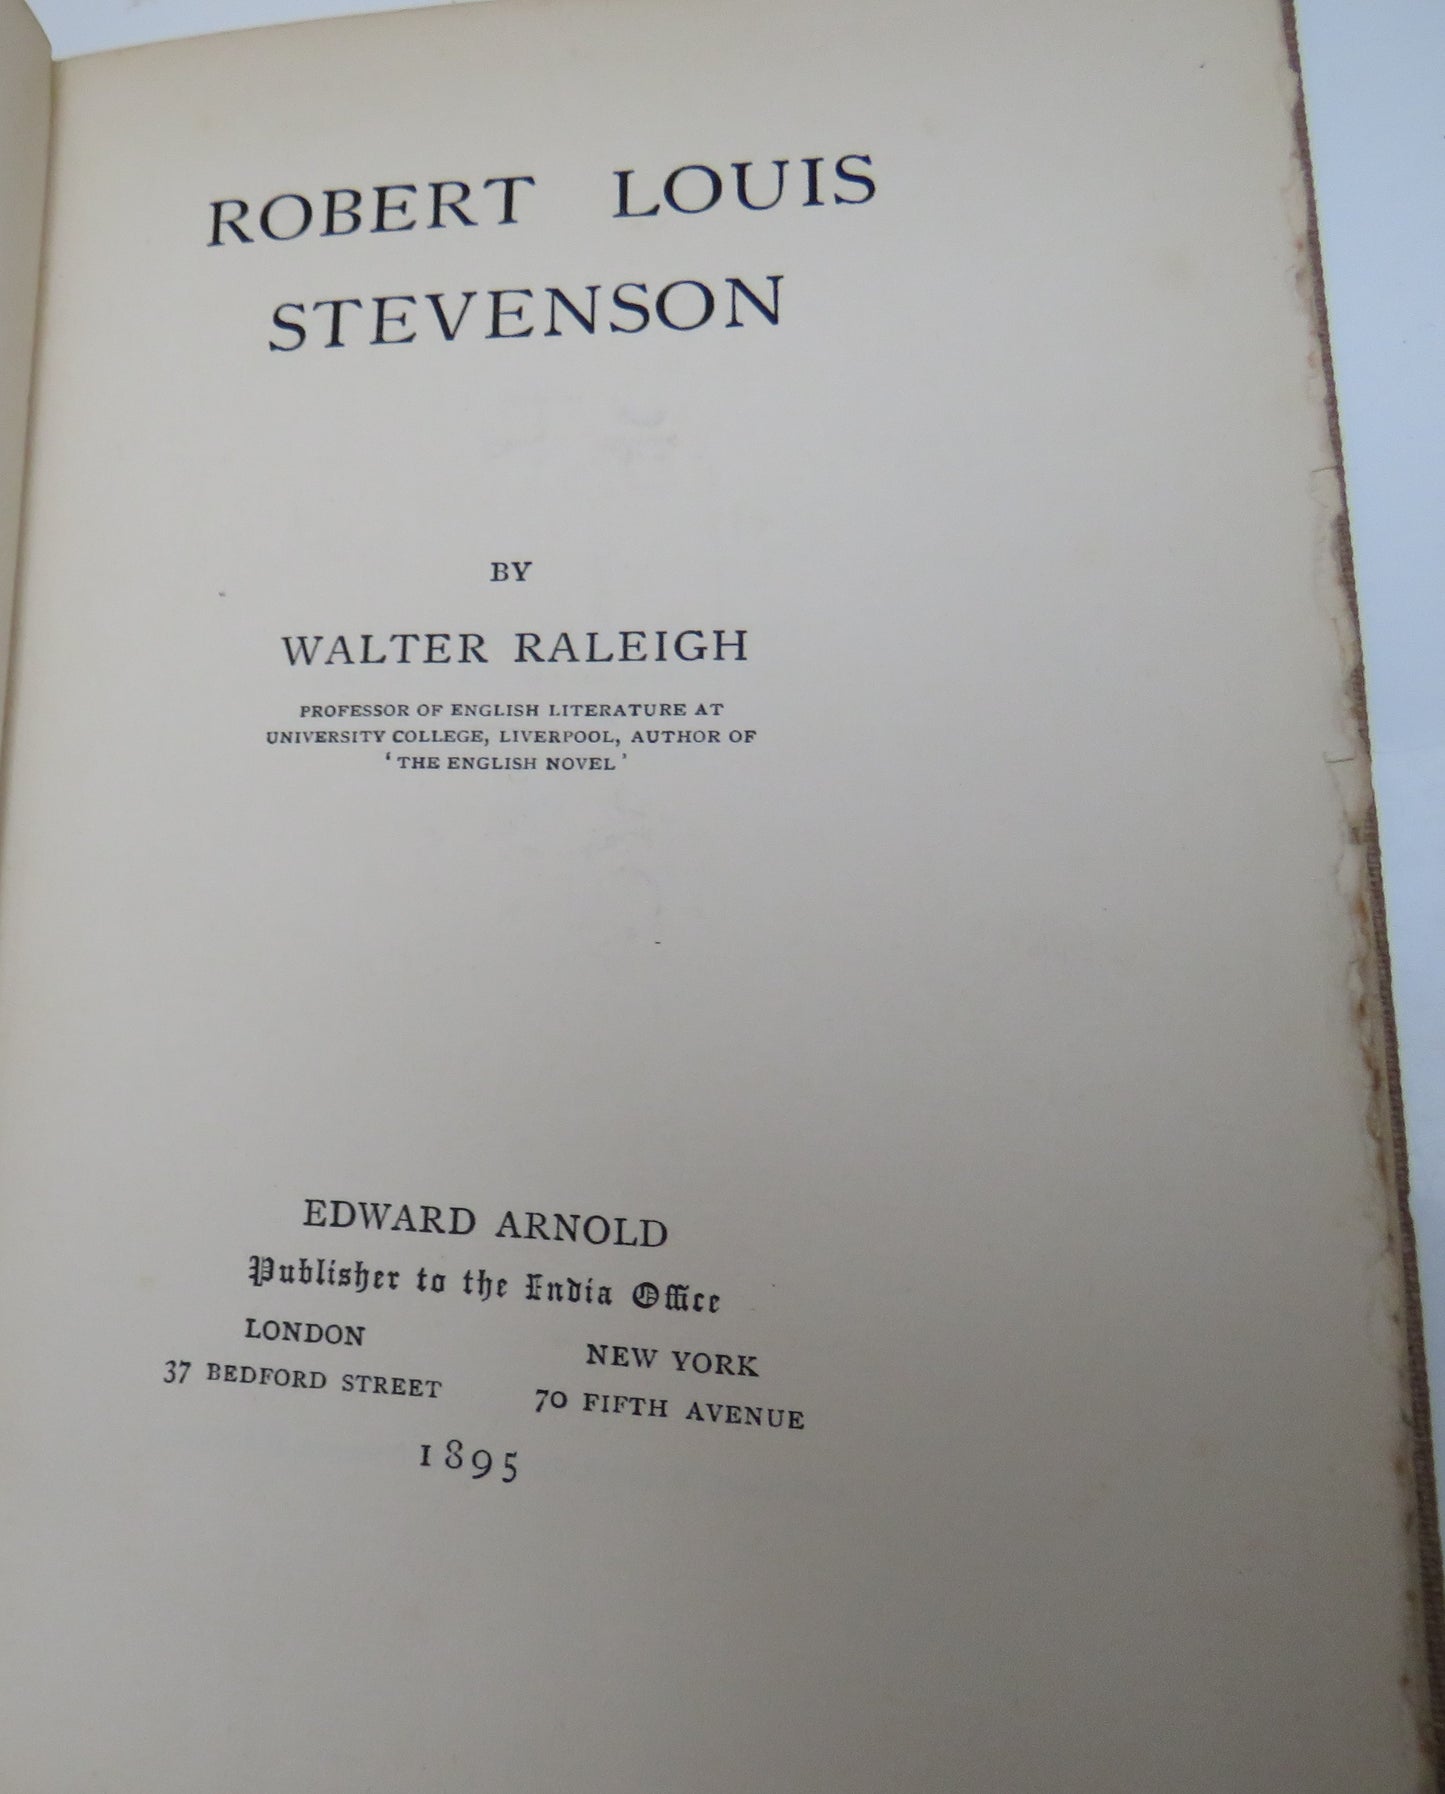 ROBERT LOUIS
STEVENSON
BY
WALTER RALEIGH
PROFESSOR OF ENGLISH LITERATURE AT
UNIVERSITY COLLEGE, LIVERPOOL, AUTHOR OF
‘THE ENGLISH NOVEL’
EDWARD ARNOLD
Publisher to the India Office
LONDON
37 BEDFORD STREET
NEW YORK
70 FIFTH AVENUE
1895